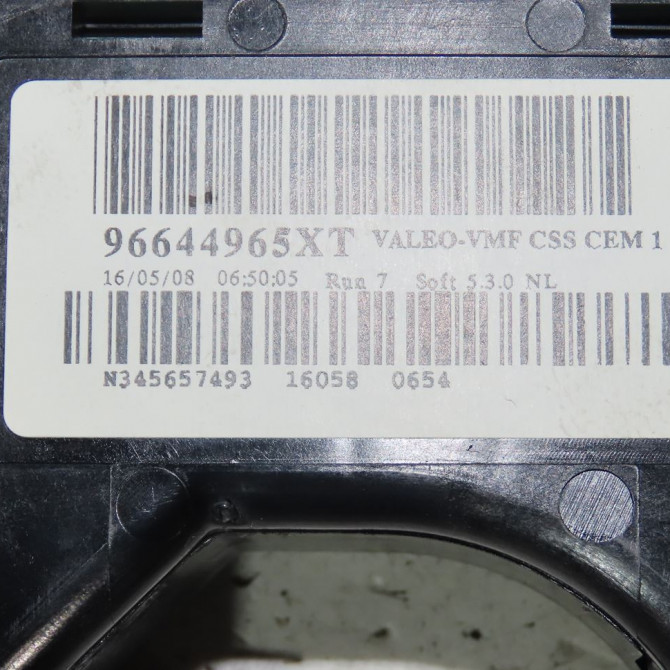 96644965XT VALEO-VMF CSS CEM 1
16/05/08 06:50:05 Run 7 Soft 5.3.0 NL
N345657493 16058 0654